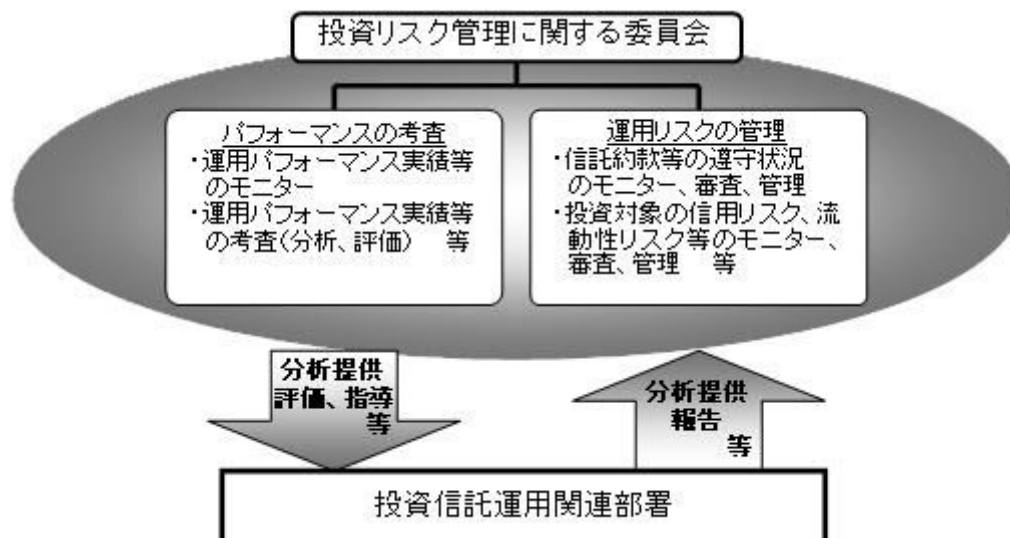 投資リスク管理に関する委員会
パフォーマンスの考査
・運用パフォーマンス実績等
のモニター
・運用パフォーマンス実績等
の考査(分析、評価)　等
運用リスクの管理
・信託約款等の遵守状況
のモニター、審査、管理
・投資対象の信用リスク、流
動性リスク等のモニター、
審査、管理　等
分析提供
評価、指導
等
分析提供
報告
等
投資信託運用関連部署